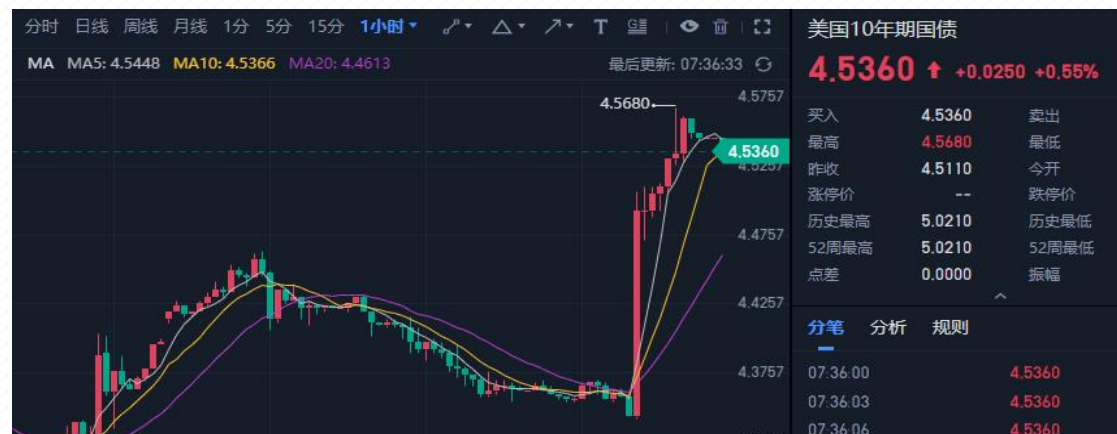 分时 日线 周线 月线 1分 5分 15分 1小时 T G
MA MA5: 4.5448 MA10: 4.5366 MA20: 4.4613 最后更新: 07:36:33
4.5757
4.5680
4.5360
4.5257
4.4757
4.4257
4.3757
美国10年期国债
4.5360 +0.0250 +0.55%
买入 4.5360 卖出
最高 4.5680 最低
昨收 4.5110 今开
涨停价 -- 跌停价
历史最高 5.0210 历史最低
52周最高 5.0210 52周最低
点差 0.0000 振幅
分笔 分析 规则
07:36:00 4.5360
07:36:03 4.5360
07:36:06 4.5360